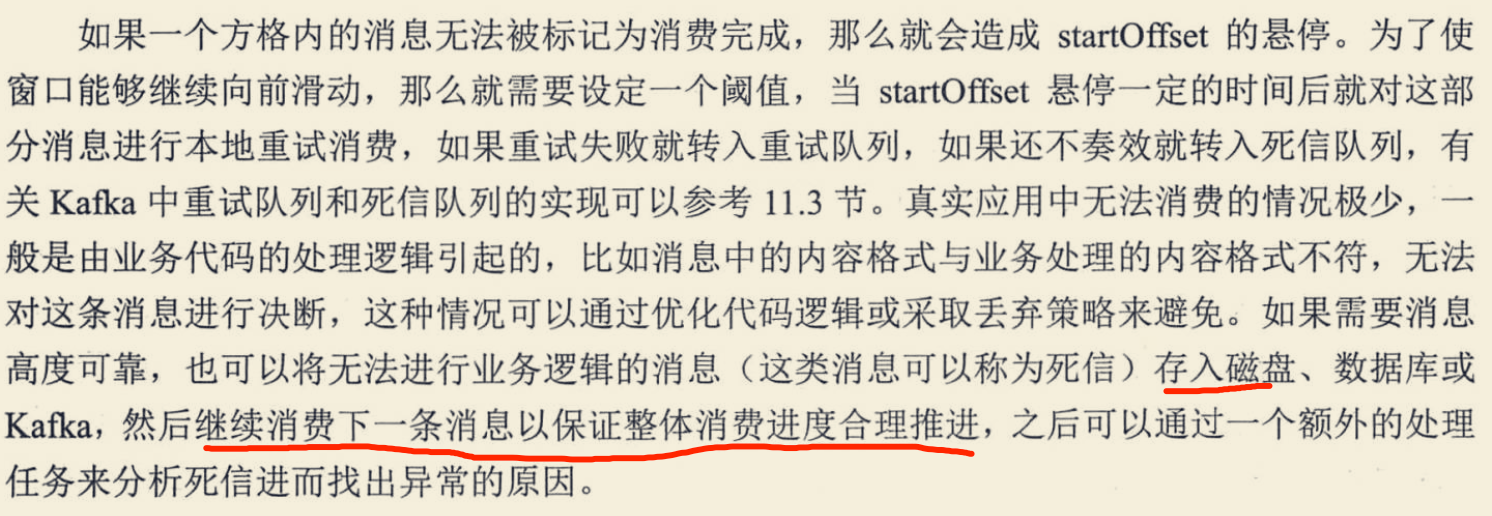 如果一个方格内的消息无法被标记为消费完成，那么就会造成 startOffset 的悬停。为了使
窗口能够继续向前滑动，那么就需要设定一个阈值，当 startOffset 悬停一定的时间后就对这部
分消息进行本地重试消费，如果重试失败就转入重试队列，如果还不奏效就转入死信队列，有
关 Kafka 中重试队列和死信队列的实现可以参考 11.3 节。真实应用中无法消费的情况极少，一
般是由业务代码的处理逻辑引起的，比如消息中的内容格式与业务处理的内容格式不符，无法
对这条消息进行决断，这种情况可以通过优化代码逻辑或采取丢弃策略来避免。如果需要消息
高度可靠，也可以将无法进行业务逻辑的消息（这类消息可以称为死信）存入磁盘、数据库或
Kafka，然后继续消费下一条消息以保证整体消费进度合理推进，之后可以通过一个额外的处理
任务来分析死信进而找出异常的原因。